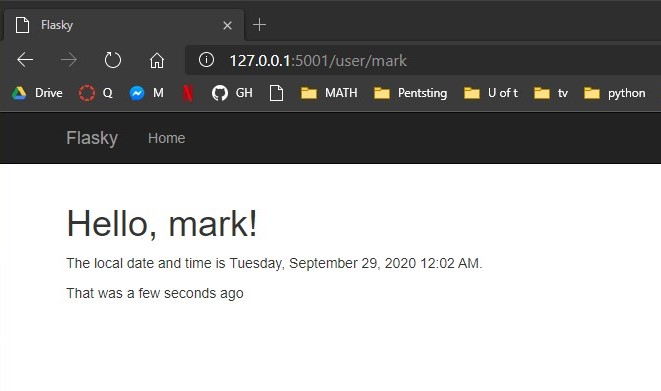 Flasky
127.0.0.1:5001/user/mark
Drive Q M GH MATH Pentsting U of t tv python
Flasky Home
Hello, mark!
The local date and time is Tuesday, September 29, 2020 12:02 AM.
That was a few seconds ago